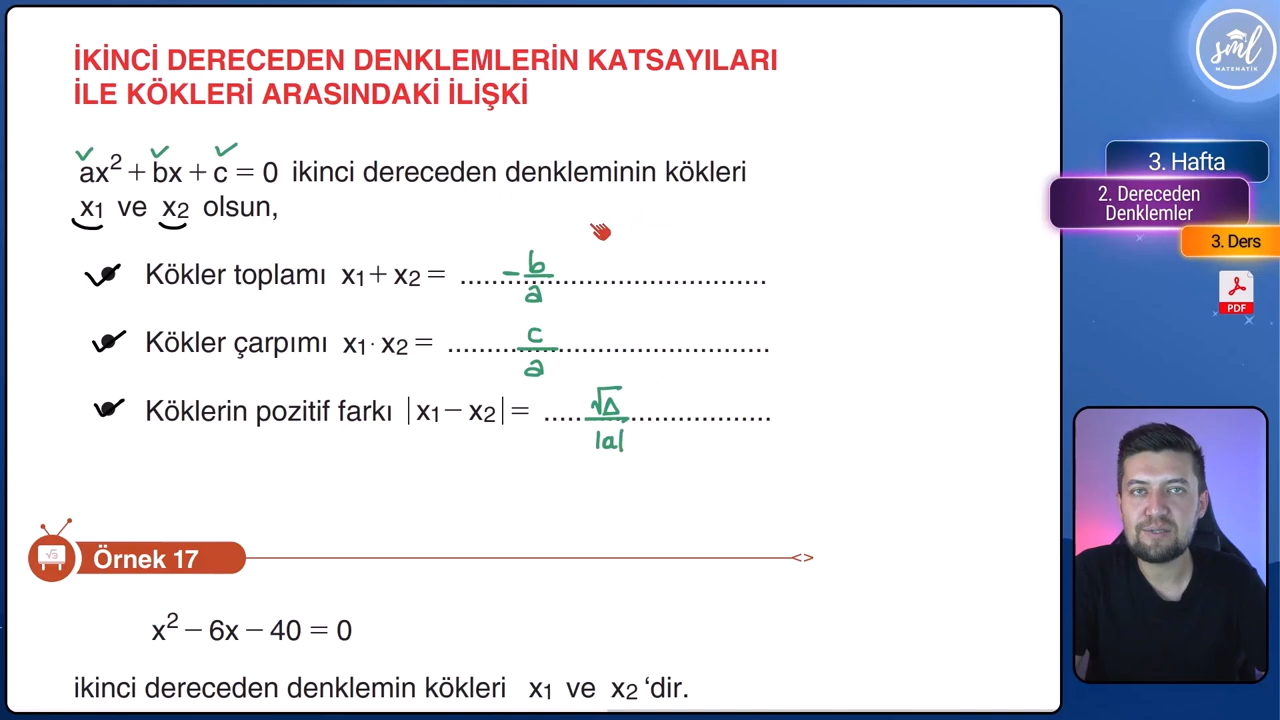 İKİNCİ DERECEDEN DENKLEMLERİN KATSAYILARI
İLE KÖKLERİ ARASINDAKİ İLİŞKİ
ax² + bx + c = 0 ikinci dereceden denkleminin kökleri
x₁ ve x₂ olsun,
Kökler toplamı x₁ + x₂ = ......-b/a..............................
Kökler çarpımı x₁ · x₂ = ..........c/a..............................
Köklerin pozitif farkı |x₁ − x₂| = .....√Δ/|a|....................
Örnek 17
x² − 6x − 40 = 0
ikinci dereceden denklemin kökleri x₁ ve x₂ ‘dir.
sml
MATEMATİK
3. Hafta
2. Dereceden
Denklemler
3. Ders
PDF
√3